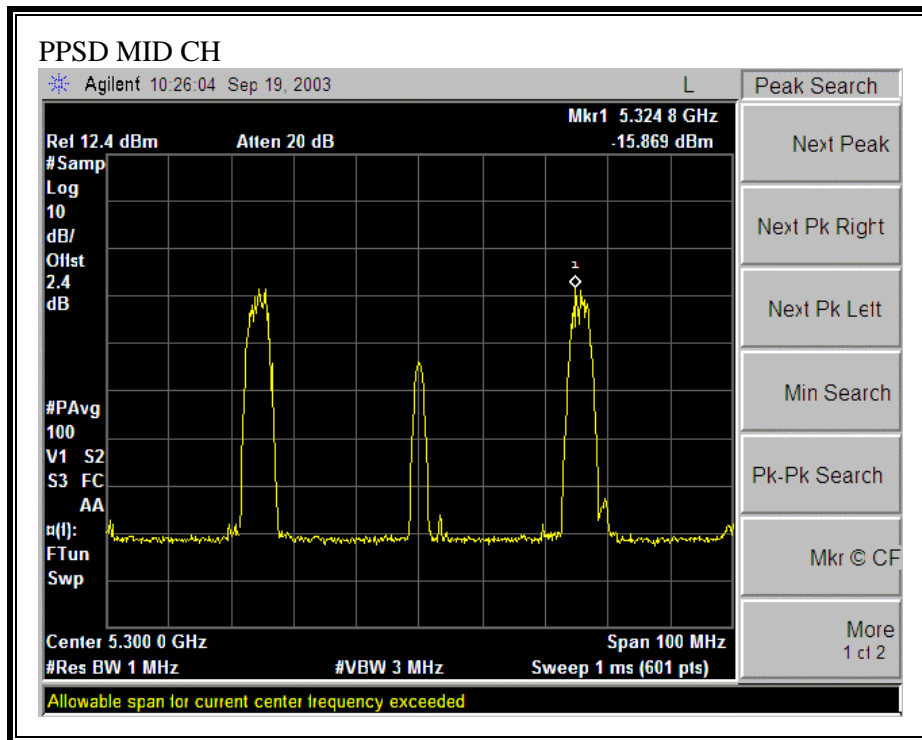 PPSD MID CH
Agilent 10:26:04 Sep 19, 2003 L
Peak Search
Mkr1 5.324 8 GHz
Ref 12.4 dBm Atten 20 dB -15.869 dBm
#Samp
Log
10
dB/
Offst
2.4
dB
1
#PAvg
100
V1 S2
S3 FC
AA
¤(f):
FTun
Swp
Center 5.300 0 GHz Span 100 MHz
#Res BW 1 MHz #VBW 3 MHz Sweep 1 ms (601 pts)
Allowable span for current center frequency exceeded
Next Peak
Next Pk Right
Next Pk Left
Min Search
Pk-Pk Search
Mkr © CF
More
1 of 2